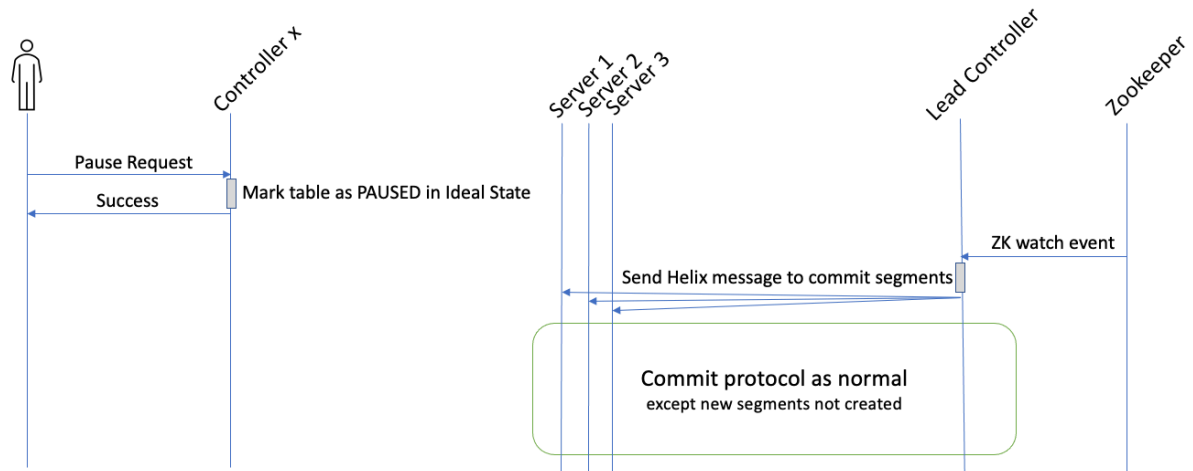 Controller x
Server 1
Server 2
Server 3
Lead Controller
Zookeeper
Pause Request
Mark table as PAUSED in Ideal State
Success
ZK watch event
Send Helix message to commit segments
Commit protocol as normal
except new segments not created